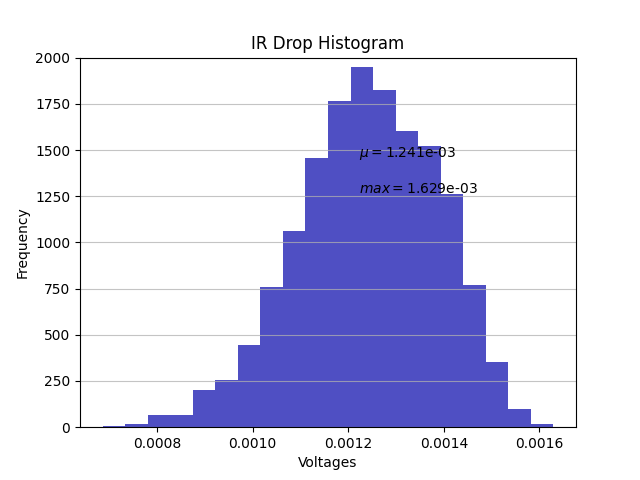 IR Drop Histogram
2000
1750
1500
1250
1000
750
500
250
0
Frequency
μ = 1.241e-03
max = 1.629e-03
0.0008 0.0010 0.0012 0.0014 0.0016
Voltages